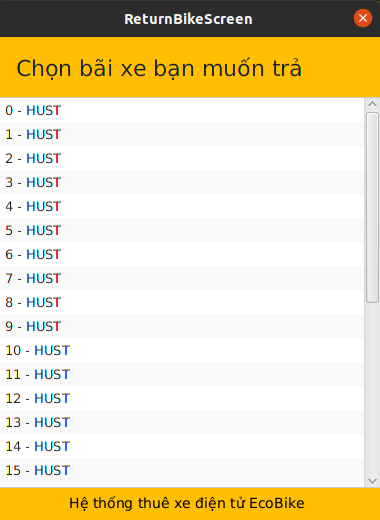 ReturnBikeScreen
Chọn bãi xe bạn muốn trả
0 - HUST
1 - HUST
2 - HUST
3 - HUST
4 - HUST
5 - HUST
6 - HUST
7 - HUST
8 - HUST
9 - HUST
10 - HUST
11 - HUST
12 - HUST
13 - HUST
14 - HUST
15 - HUST
Hệ thống thuê xe điện tử EcoBike